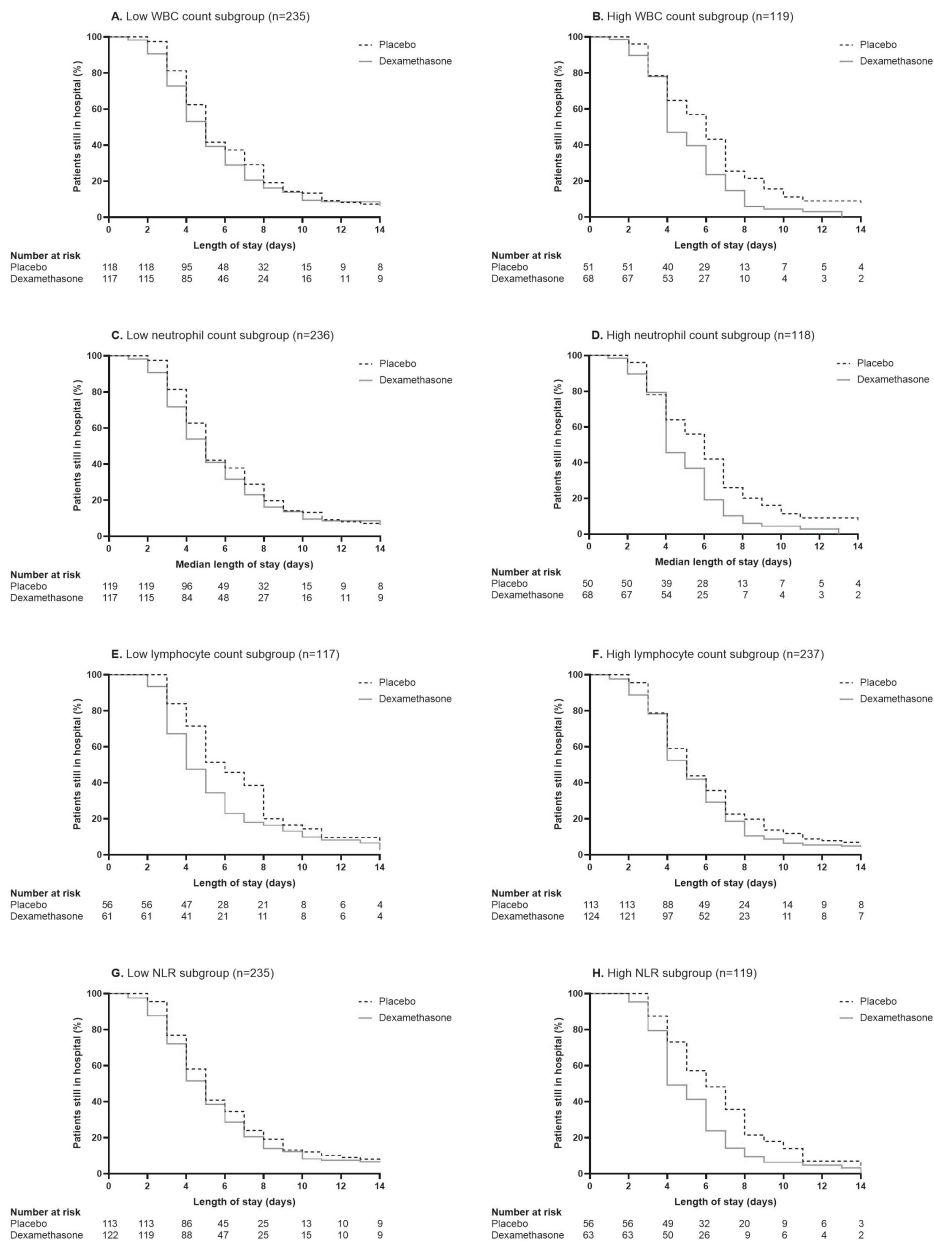 A. Low WBC count subgroup (n=235)
Patients still in hospital (%)
100
80
60
40
20
0
Placebo
Dexamethasone
0 2 4 6 8 10 12 14
Length of stay (days)
Number at risk
Placebo 118 118 95 48 32 15 9 8
Dexamethasone 117 115 85 46 24 16 11 9
B. High WBC count subgroup (n=119)
Patients still in hospital (%)
100
80
60
40
20
0
Placebo
Dexamethasone
0 2 4 6 8 10 12 14
Length of stay (days)
Number at risk
Placebo 51 51 40 29 13 7 5 4
Dexamethasone 68 67 53 27 10 4 3 2
C. Low neutrophil count subgroup (n=236)
Patients still in hospital (%)
100
80
60
40
20
0
Placebo
Dexamethasone
0 2 4 6 8 10 12 14
Median length of stay (days)
Number at risk
Placebo 119 119 96 49 32 15 9 8
Dexamethasone 117 115 84 48 27 16 11 9
D. High neutrophil count subgroup (n=118)
Patients still in hospital (%)
100
80
60
40
20
0
Placebo
Dexamethasone
0 2 4 6 8 10 12 14
Median length of stay (days)
Number at risk
Placebo 50 50 39 28 13 7 5 4
Dexamethasone 68 67 54 25 7 4 3 2
E. Low lymphocyte count subgroup (n=117)
Patients still in hospital (%)
100
80
60
40
20
0
Placebo
Dexamethasone
0 2 4 6 8 10 12 14
Length of stay (days)
Number at risk
Placebo 56 56 47 28 21 8 6 4
Dexamethasone 61 61 41 21 11 8 6 4
F. High lymphocyte count subgroup (n=237)
Patients still in hospital (%)
100
80
60
40
20
0
Placebo
Dexamethasone
0 2 4 6 8 10 12 14
Length of stay (days)
Number at risk
Placebo 113 113 88 49 24 14 9 8
Dexamethasone 124 121 97 52 23 11 8 7
G. Low NLR subgroup (n=235)
Patients still in hospital (%)
100
80
60
40
20
0
Placebo
Dexamethasone
0 2 4 6 8 10 12 14
Length of stay (days)
Number at risk
Placebo 113 113 86 45 25 13 10 9
Dexamethasone 122 119 88 47 25 15 10 9
H. High NLR subgroup (n=119)
Patients still in hospital (%)
100
80
60
40
20
0
Placebo
Dexamethasone
0 2 4 6 8 10 12 14
Length of stay (days)
Number at risk
Placebo 56 56 49 32 20 9 6 3
Dexamethasone 63 63 50 26 9 6 4 2